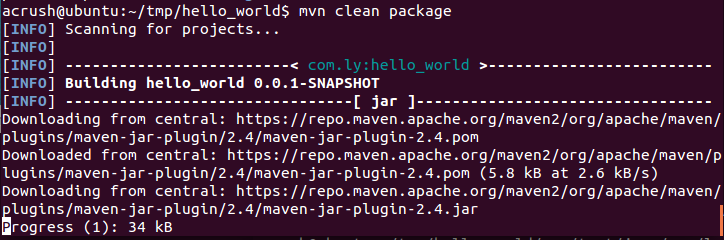 acrush@ubuntu:~/tmp/hello_world$ mvn clean package
[INFO] Scanning for projects...
[INFO]
[INFO] -------------------------< com.ly:hello_world >-------------------------
[INFO] Building hello_world 0.0.1-SNAPSHOT
[INFO] --------------------------------[ jar ]---------------------------------
Downloading from central: https://repo.maven.apache.org/maven2/org/apache/maven/
plugins/maven-jar-plugin/2.4/maven-jar-plugin-2.4.pom
Downloaded from central: https://repo.maven.apache.org/maven2/org/apache/maven/p
lugins/maven-jar-plugin/2.4/maven-jar-plugin-2.4.pom (5.8 kB at 2.6 kB/s)
Downloading from central: https://repo.maven.apache.org/maven2/org/apache/maven/
plugins/maven-jar-plugin/2.4/maven-jar-plugin-2.4.jar
Progress (1): 34 kB